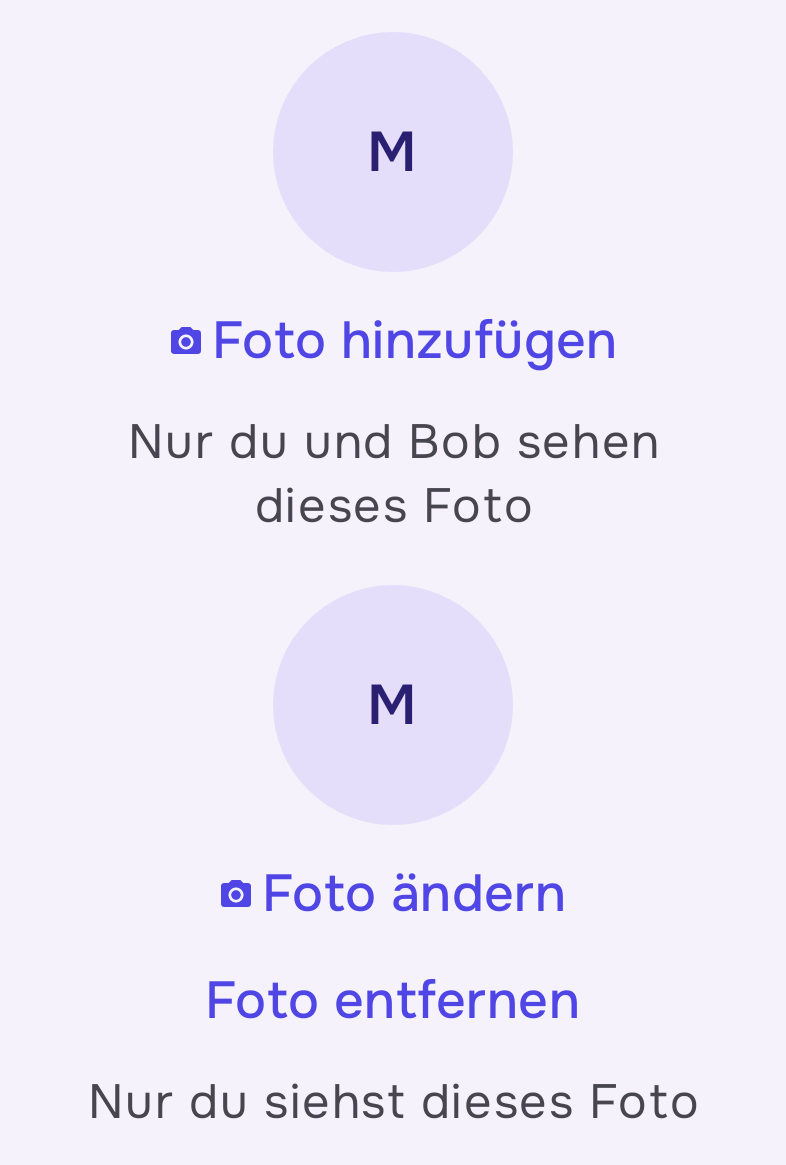 M
Foto hinzufügen
Nur du und Bob sehen
dieses Foto
M
Foto ändern
Foto entfernen
Nur du siehst dieses Foto